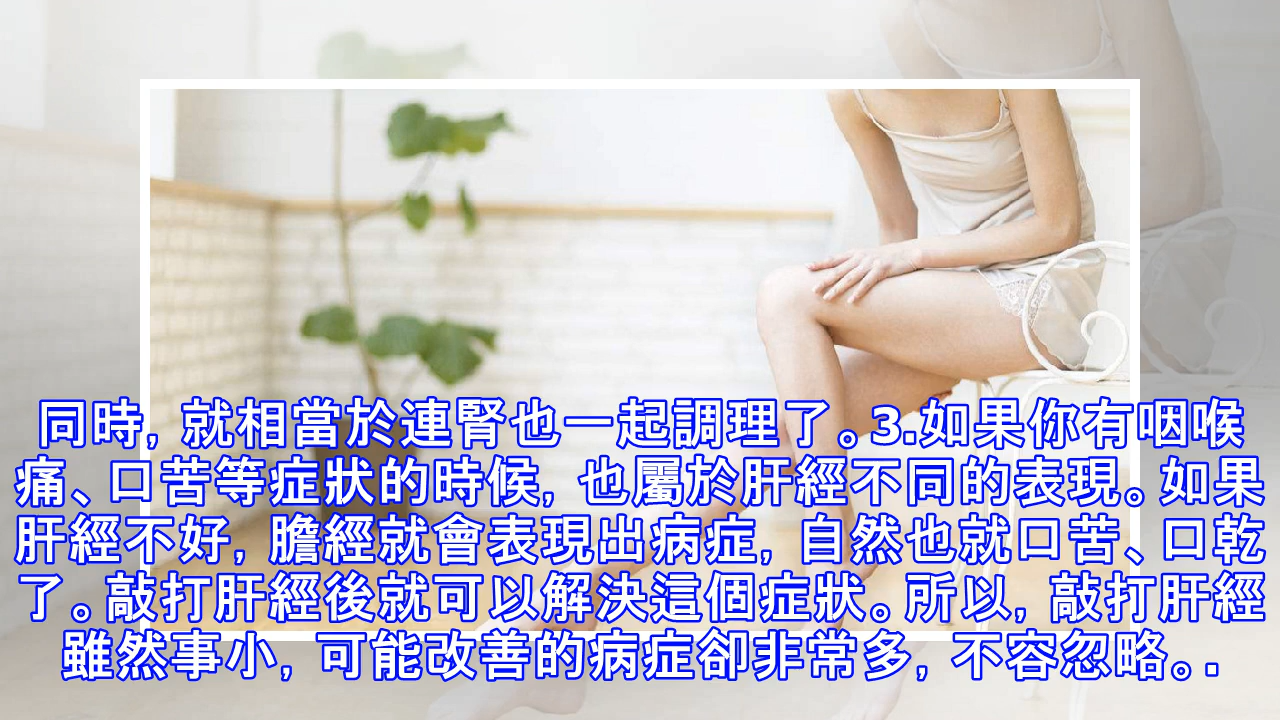 同時, 就相當於連腎也一起調理了。3.如果你有咽喉
痛、口苦等症狀的時候, 也屬於肝經不同的表現。如果
肝經不好, 膽經就會表現出病症, 自然也就口苦、口乾
了。敲打肝經後就可以解決這個症狀。所以, 敲打肝經
雖然事小, 可能改善的病症卻非常多, 不容忽略。.